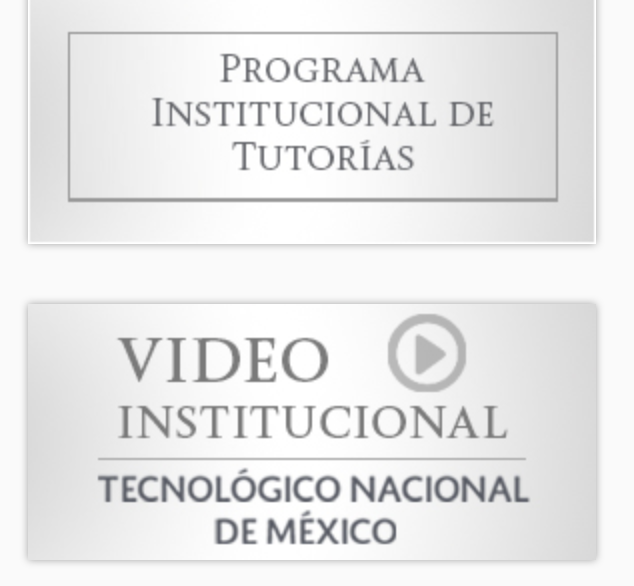 PROGRAMA
INSTITUCIONAL DE
TUTORÍAS
VIDEO
INSTITUCIONAL
TECNOLÓGICO NACIONAL
DE MÉXICO